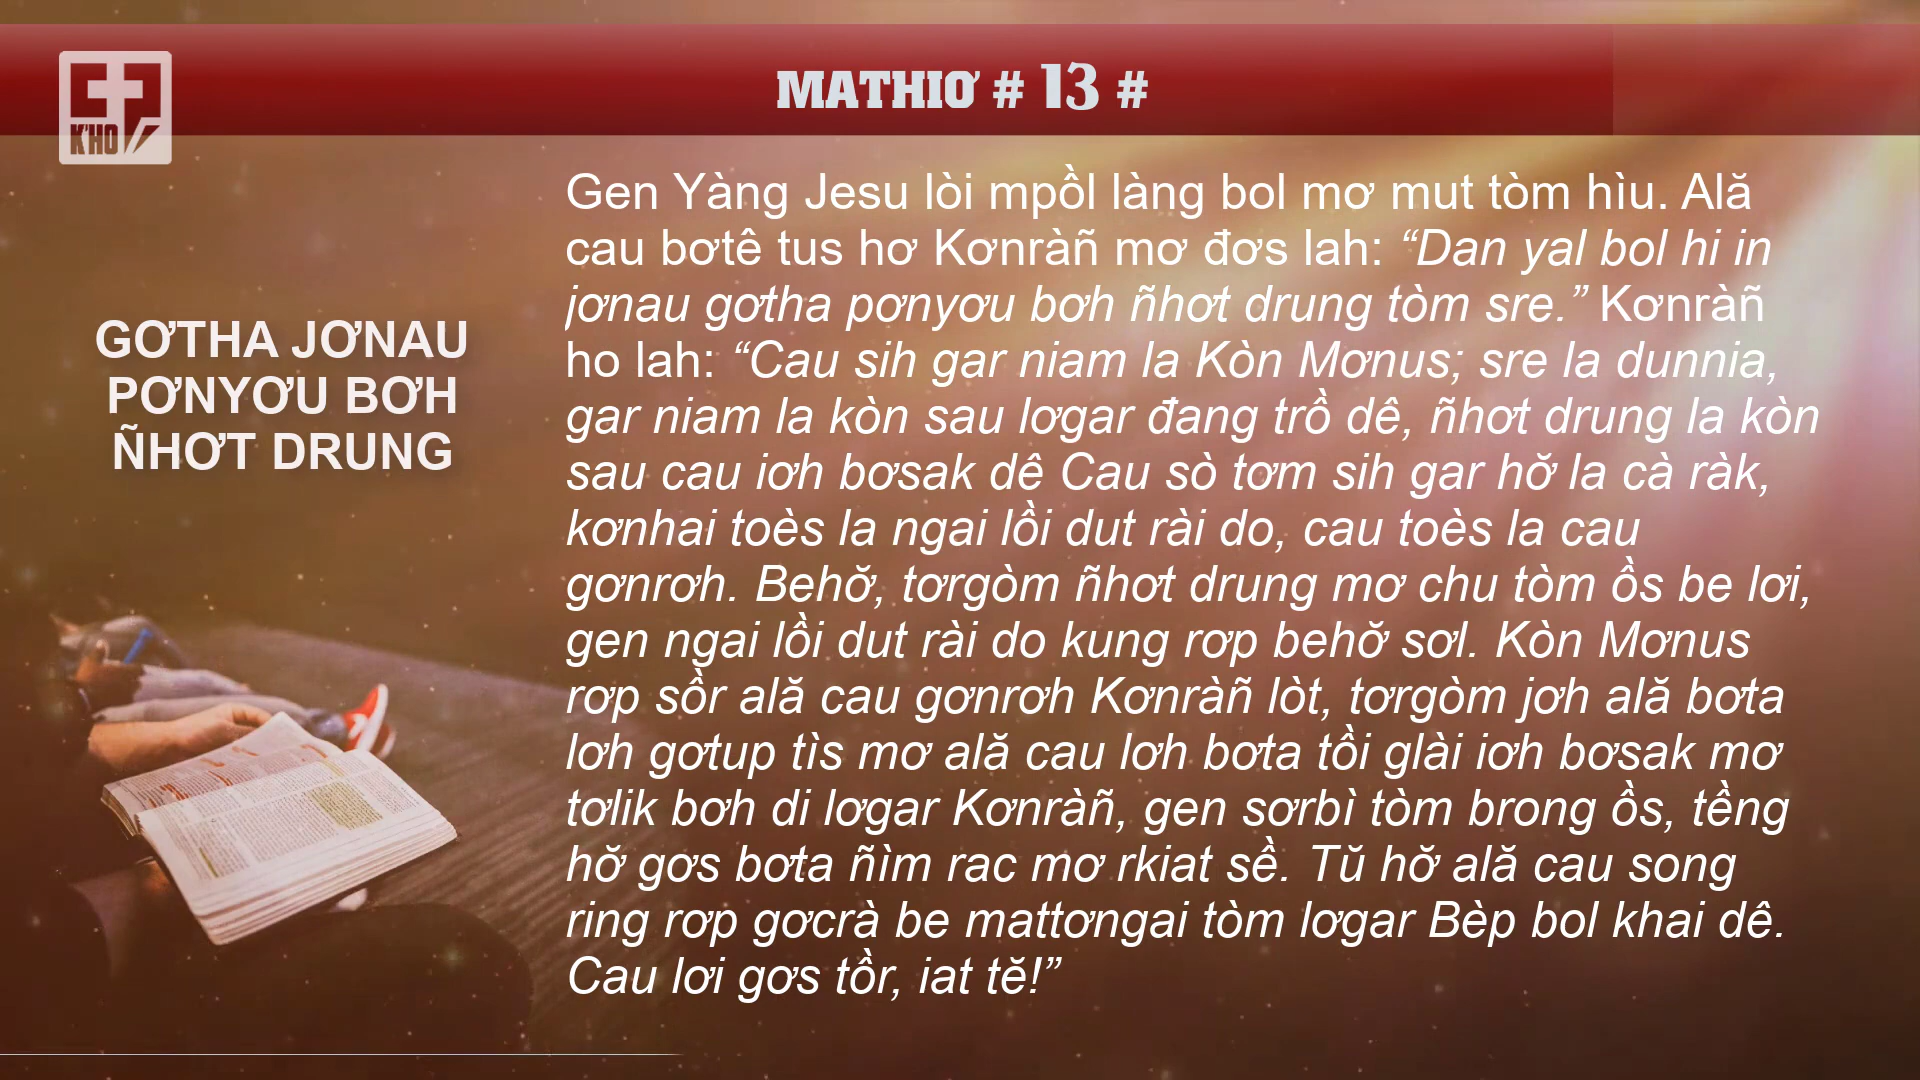 MATHIƠ # 13 #
K'HO
GƠTHA JƠNAU
PƠNYƠU BƠH
ÑHƠT DRUNG
Gen Yàng Jesu lòi mpồl làng bol mơ mut tòm hìu. Ală
cau bơtê tus hơ Kơnràñ mơ đơs lah: “Dan yal bol hi in
jơnau gơtha pơnyơu bơh ñhơt drung tòm sre.” Kơnràñ
ho lah: “Cau sih gar niam la Kòn Mơnus; sre la dunnia,
gar niam la kòn sau lơgar đang trồ dê, ñhơt drung la kòn
sau cau iơh bơsak dê Cau sò tơm sih gar hơ̆ la cà ràk,
kơnhai toès la ngai lồi dut rài do, cau toès la cau
gơnrơh. Behơ̆, tơrgòm ñhơt drung mơ chu tòm ồs be lơi,
gen ngai lồi dut rài do kung rơp behơ̆ sơl. Kòn Mơnus
rơp sồr ală cau gơnrơh Kơnràñ lòt, tơrgòm jơh ală bơta
lơh gơtup tìs mơ ală cau lơh bơta tồi glài iơh bơsak mơ
tơlik bơh di lơgar Kơnràñ, gen sơrbì tòm brong ồs, tềng
hơ̆ gơs bơta ñìm rac mơ rkiat sề. Tŭ hơ̆ ală cau song
ring rơp gơcrà be mattơngai tòm lơgar Bèp bol khai dê.
Cau lơi gơs tồr, iat tĕ!”